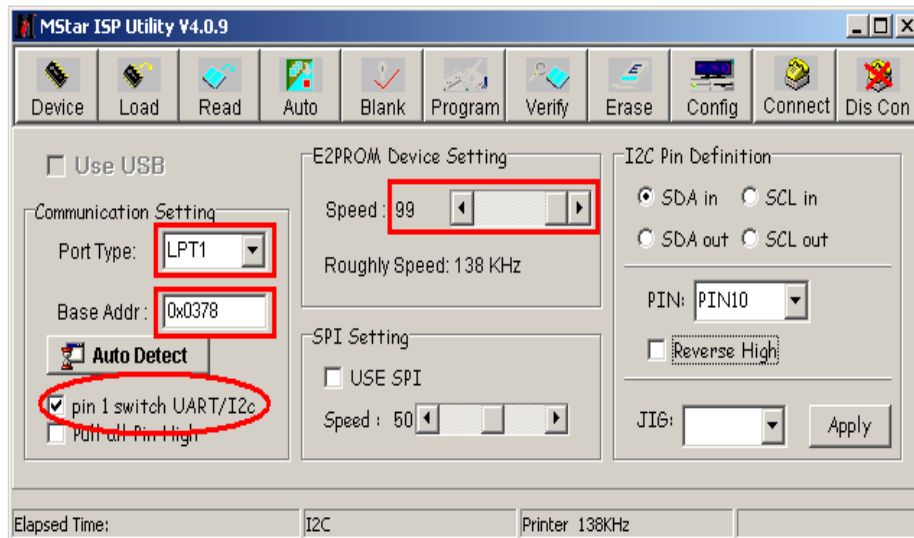 MStar ISP Utility V4.0.9
Device Load Read Auto Blank Program Verify Erase Config Connect Dis Con
Use USB
Communication Setting
Port Type: LPT1
Base Addr: 0x0378
Auto Detect
pin 1 switch UART/I2c
Pull all Pin High
E2PROM Device Setting
Speed: 99
Roughly Speed: 138 KHz
SPI Setting
USE SPI
Speed: 50
I2C Pin Definition
SDA in SCL in
SDA out SCL out
PIN: PIN10
Reverse High
JIG: Apply
Elapsed Time: I2C Printer 138KHz